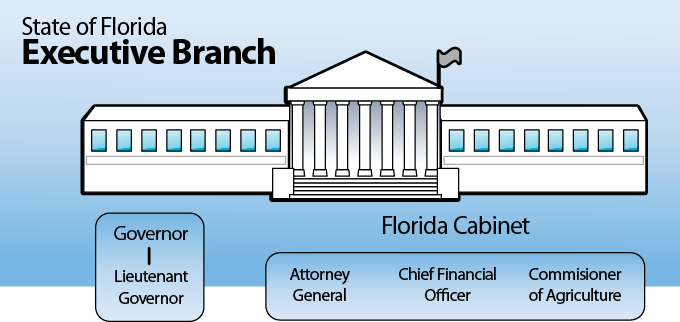 State of Florida
Executive Branch
Governor
Lieutenant
Governor
Florida Cabinet
Attorney
General
Chief Financial
Officer
Commisioner
of Agriculture